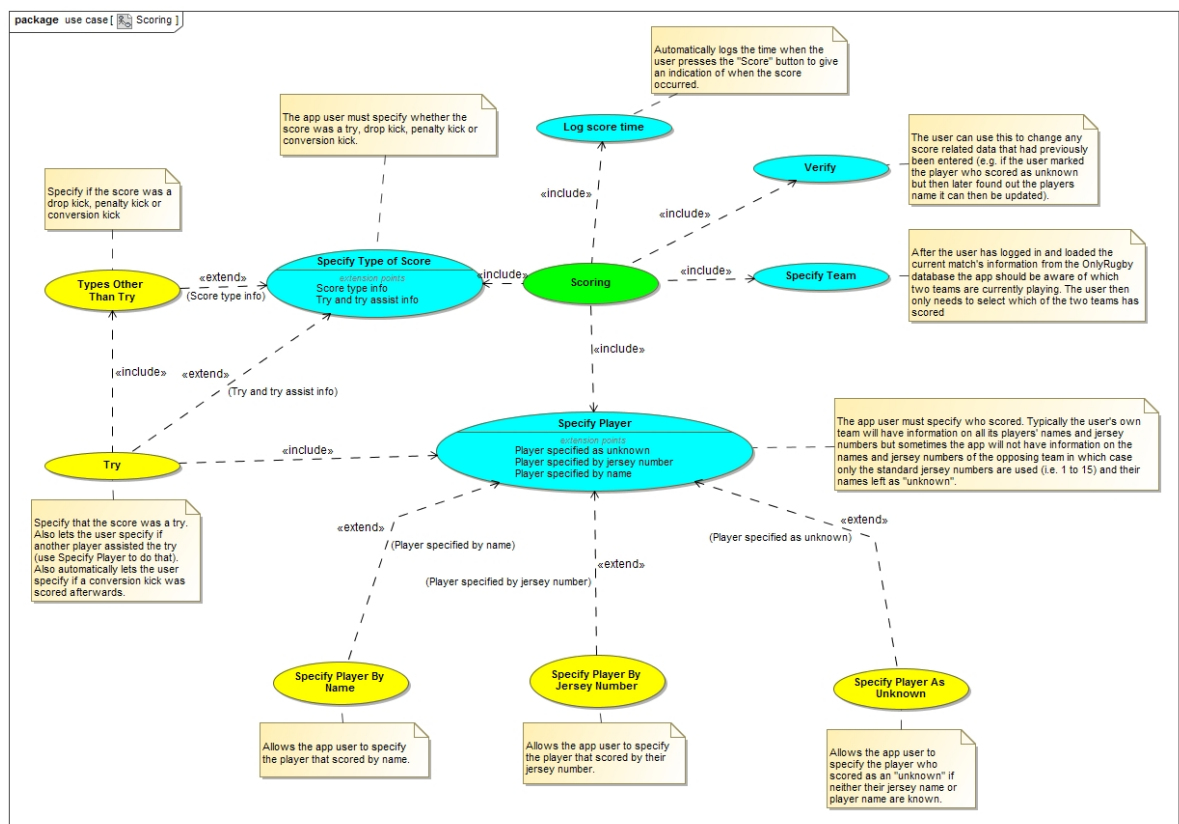 package use case [ Scoring ]
Automatically logs the time when the
user presses the "Score" button to give
an indication of when the score
occurred.
The app user must specify whether the
score was a try, drop kick, penalty kick or
conversion kick.
Log score time
The user can use this to change any
score related data that had previously
been entered (e.g. if the user marked
the player who scored as unknown
but then later found out the players
name it can then be updated).
Verify
Specify if the score was a
drop kick, penalty kick or
conversion kick
«include»
«include»
After the user has logged in and loaded the
current match's information from the OnlyRugby
database the app should be aware of which
two teams are currently playing. The user then
only needs to select which of the two teams has
scored
Specify Type of Score
extension points
Score type info
Try and try assist info
«extend»
(Score type info)
Types Other
Than Try
«include»
Scoring
«include»
Specify Team
«include»
«include»
«extend»
(Try and try assist info)
Specify Player
extension points
Player specified as unknown
Player specified by jersey number
Player specified by name
The app user must specify who scored. Typically the user's own
team will have information on all its players' names and jersey
numbers but sometimes the app will not have information on the
names and jersey numbers of the opposing team in which case
only the standard jersey numbers are used (i.e. 1 to 15) and their
names left as "unknown".
Try
«include»
Specify that the score was a try.
Also lets the user specify if
another player assisted the try
(use Specify Player to do that).
Also automatically lets the user
specify if a conversion kick was
scored afterwards.
«extend»
(Player specified by name)
«extend»
(Player specified by jersey number)
«extend»
(Player specified as unknown)
Specify Player By
Name
Specify Player By
Jersey Number
Specify Player As
Unknown
Allows the app user to specify
the player that scored by name.
Allows the app user to specify
the player that scored by their
jersey number.
Allows the app user to
specify the player who
scored as an "unknown" if
neither their jersey name or
player name are known.